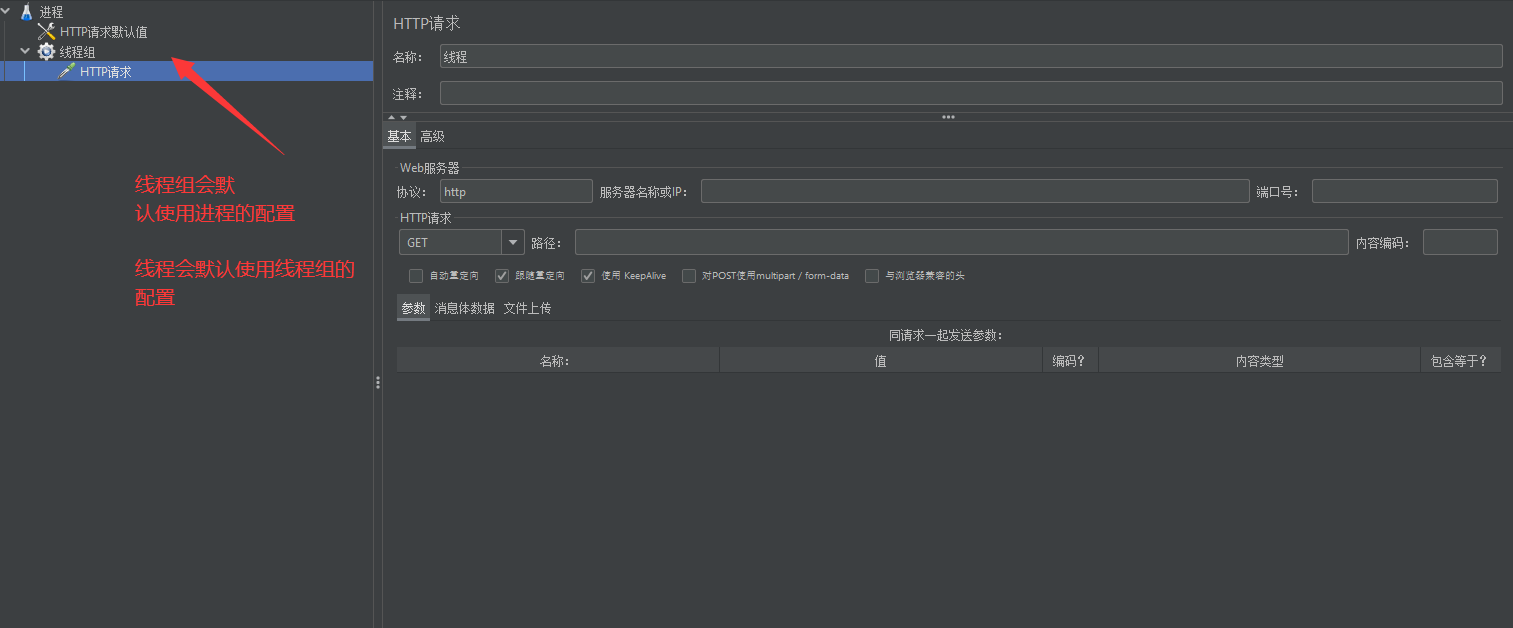 进程
HTTP请求默认值
线程组
HTTP请求
线程组会默
认使用进程的配置
线程会默认使用线程组的
配置
HTTP请求
名称： 线程
注释：
基本 高级
Web服务器
协议： http 服务器名称或IP： 端口号：
HTTP请求
GET 路径： 内容编码：
自动重定向 跟随重定向 使用 KeepAlive 对POST使用multipart / form-data 与浏览器兼容的头
参数 消息体数据 文件上传
同请求一起发送参数：
名称： 值 编码？ 内容类型 包含等于？